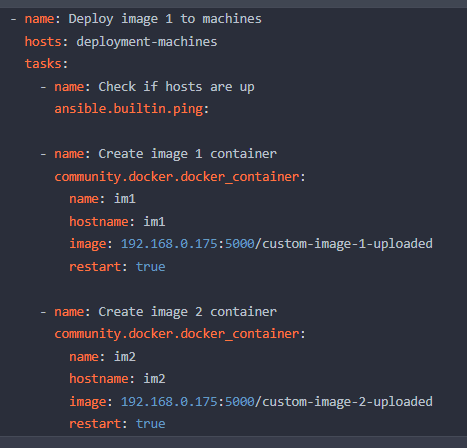 - name: Deploy image 1 to machines
  hosts: deployment-machines
  tasks:
    - name: Check if hosts are up
      ansible.builtin.ping:

    - name: Create image 1 container
      community.docker.docker_container:
        name: im1
        hostname: im1
        image: 192.168.0.175:5000/custom-image-1-uploaded
        restart: true

    - name: Create image 2 container
      community.docker.docker_container:
        name: im2
        hostname: im2
        image: 192.168.0.175:5000/custom-image-2-uploaded
        restart: true